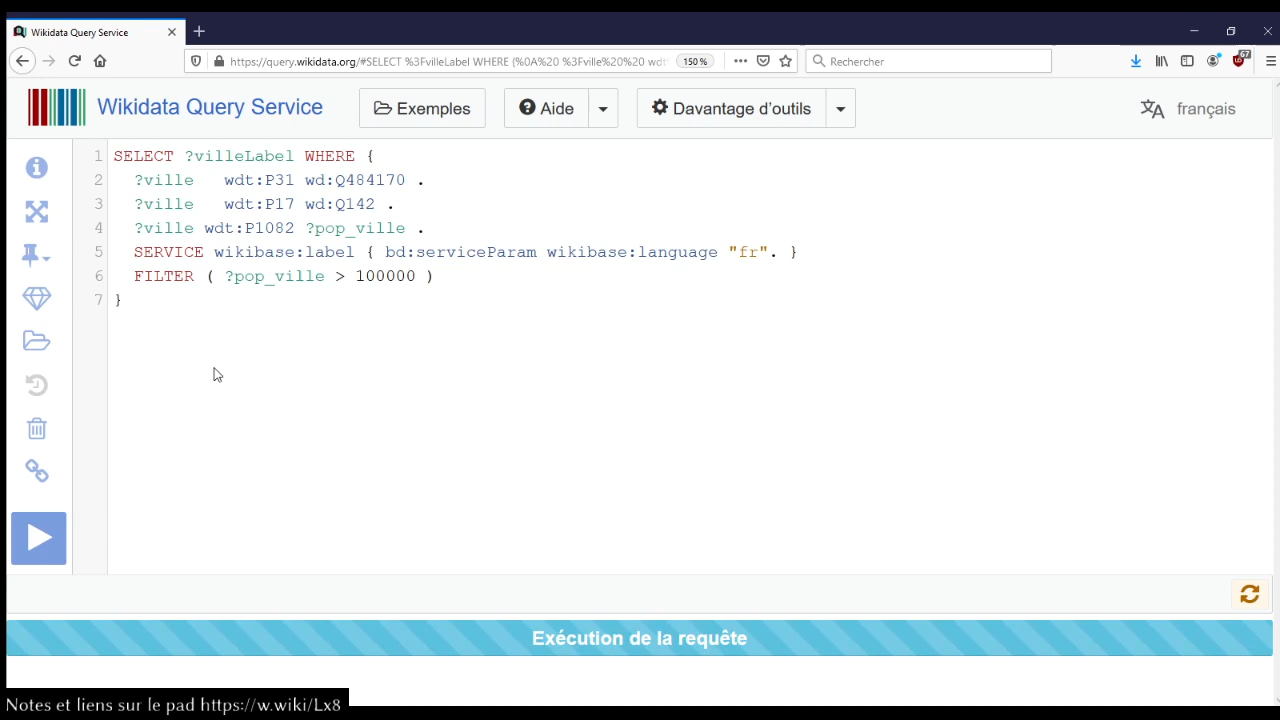 Wikidata Query Service
https://query.wikidata.org/#SELECT %3FvilleLabel WHERE {%0A%20 %3Fville%20%20 wdt
150 %
Rechercher
67
Wikidata Query Service
Exemples
Aide
Davantage d'outils
français
1 SELECT ?villeLabel WHERE {
2 ?ville wdt:P31 wd:Q484170 .
3 ?ville wdt:P17 wd:Q142 .
4 ?ville wdt:P1082 ?pop_ville .
5 SERVICE wikibase:label { bd:serviceParam wikibase:language "fr". }
6 FILTER ( ?pop_ville > 100000 )
7 }
Exécution de la requête
Notes et liens sur le pad https://w.wiki/Lx8